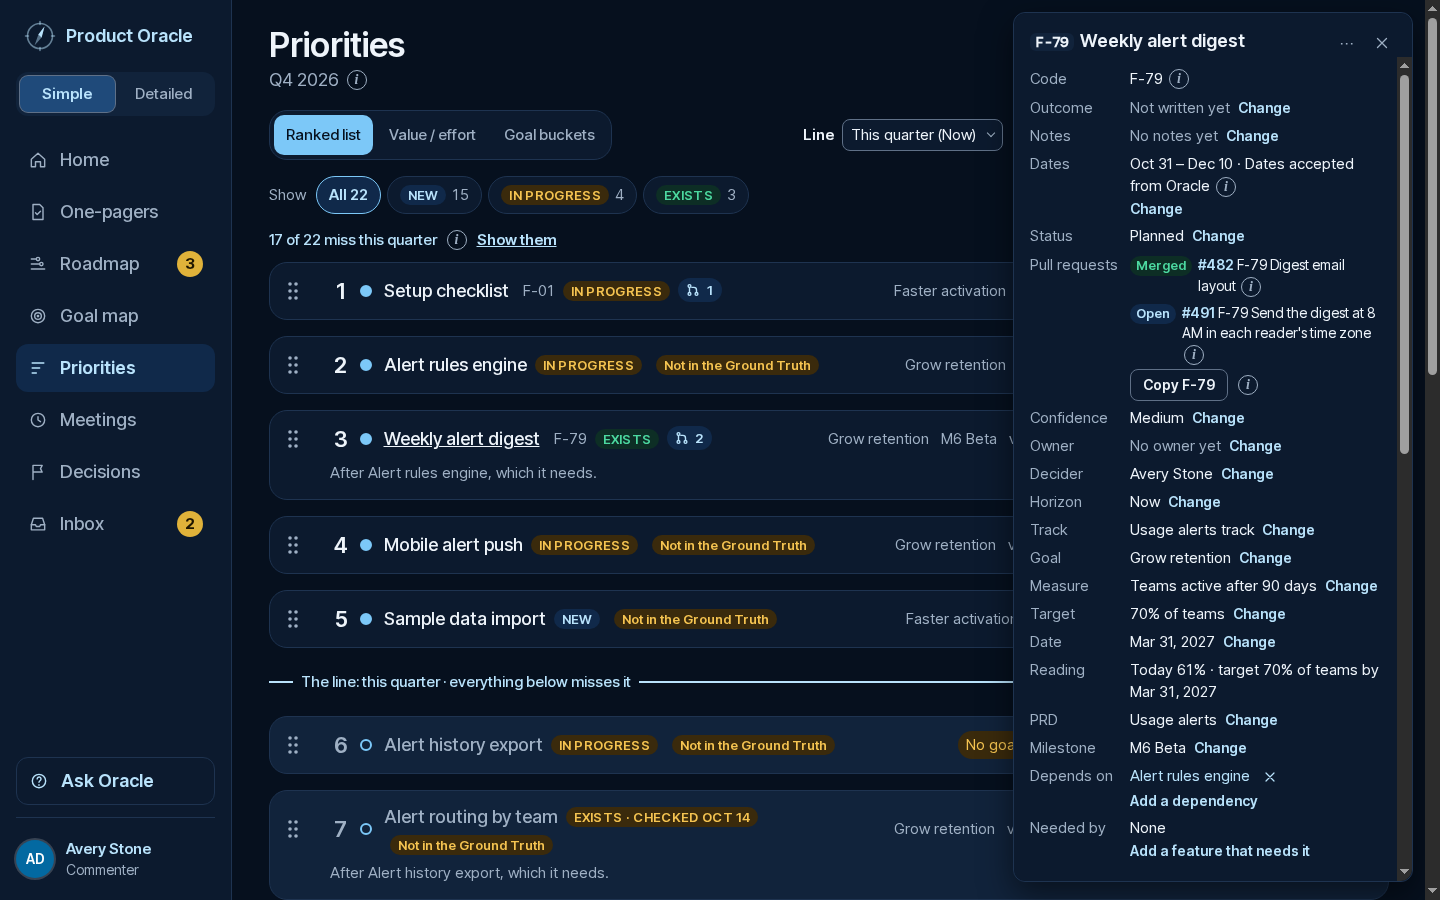 Product Oracle
Simple
Detailed
Home
One-pagers
Roadmap
3
Goal map
Priorities
Meetings
Decisions
Inbox
2
Ask Oracle
AD
Avery Stone
Commenter
Priorities
Q4 2026 i
Ranked list
Value / effort
Goal buckets
Line
This quarter (Now)
Show
All 22
NEW 15
IN PROGRESS 4
EXISTS 3
17 of 22 miss this quarter i Show them
1 Setup checklist F-01 IN PROGRESS 1 Faster activation
2 Alert rules engine IN PROGRESS Not in the Ground Truth Grow retention
3 Weekly alert digest F-79 EXISTS 2 Grow retention M6 Beta
After Alert rules engine, which it needs.
4 Mobile alert push IN PROGRESS Not in the Ground Truth Grow retention
5 Sample data import NEW Not in the Ground Truth Faster activation
The line: this quarter · everything below misses it
6 Alert history export IN PROGRESS Not in the Ground Truth No goa
7 Alert routing by team EXISTS · CHECKED OCT 14 Grow retention
Not in the Ground Truth
After Alert history export, which it needs.
F-79 Weekly alert digest ...
Code F-79 i
Outcome Not written yet Change
Notes No notes yet Change
Dates Oct 31 – Dec 10 · Dates accepted
from Oracle i
Change
Status Planned Change
Pull requests Merged #482 F-79 Digest email
layout i
Open #491 F-79 Send the digest at 8
AM in each reader's time zone
i
Copy F-79 i
Confidence Medium Change
Owner No owner yet Change
Decider Avery Stone Change
Horizon Now Change
Track Usage alerts track Change
Goal Grow retention Change
Measure Teams active after 90 days Change
Target 70% of teams Change
Date Mar 31, 2027 Change
Reading Today 61% · target 70% of teams by
Mar 31, 2027
PRD Usage alerts Change
Milestone M6 Beta Change
Depends on Alert rules engine
Add a dependency
Needed by None
Add a feature that needs it